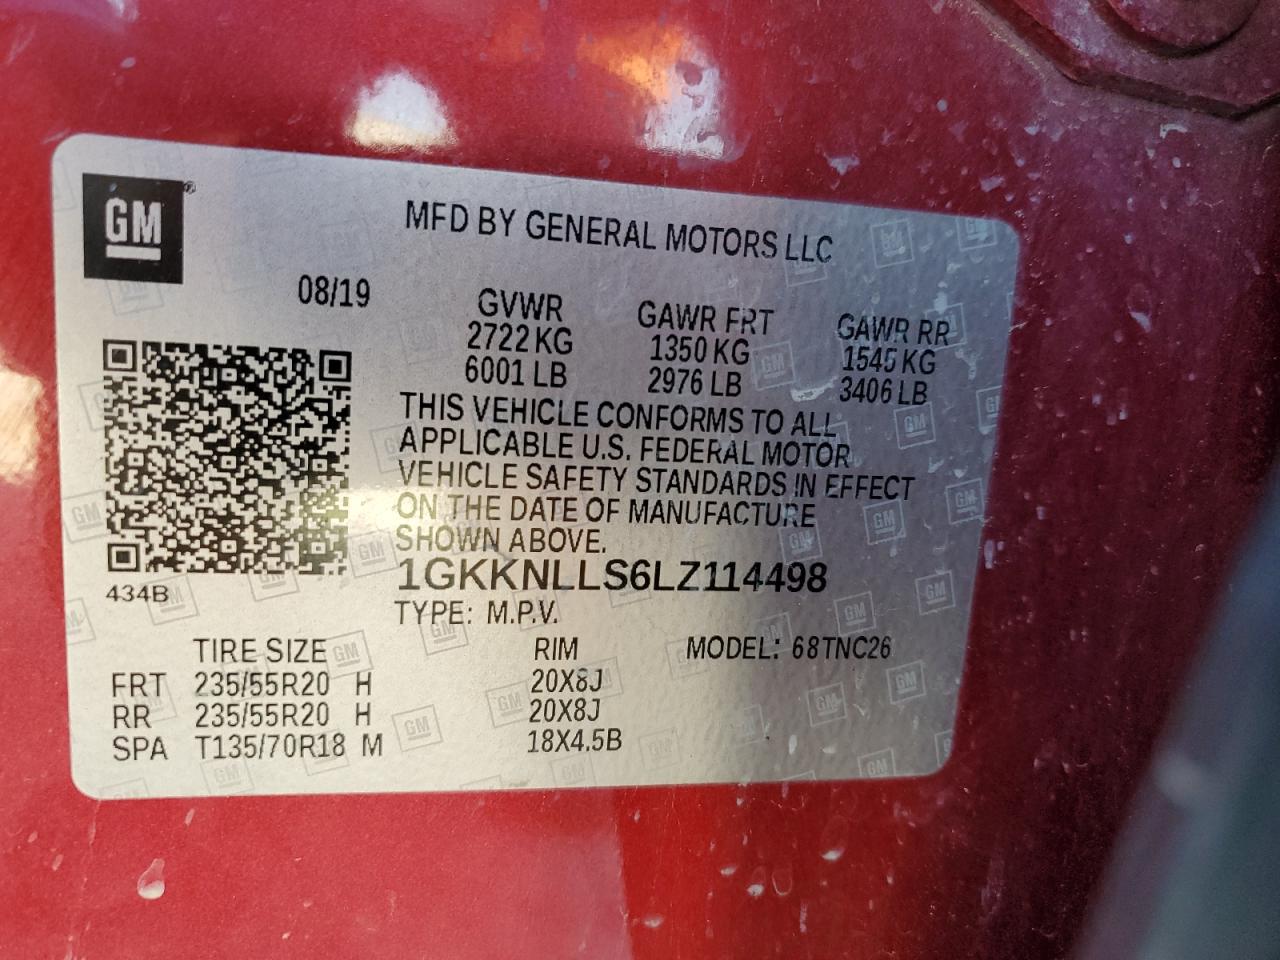 GM
MFD BY GENERAL MOTORS LLC
08/19
GVWR GAWR FRT GAWR RR
2722 KG 1350 KG 1545 KG
6001 LB 2976 LB 3406 LB
THIS VEHICLE CONFORMS TO ALL
APPLICABLE U.S. FEDERAL MOTOR
VEHICLE SAFETY STANDARDS IN EFFECT
ON THE DATE OF MANUFACTURE
SHOWN ABOVE.
434B
1GKKNLLS6LZ114498
TYPE: M.P.V.
TIRE SIZE RIM MODEL: 68TNC26
FRT 235/55R20 H 20X8J
RR 235/55R20 H 20X8J
SPA T135/70R18 M 18X4.5B